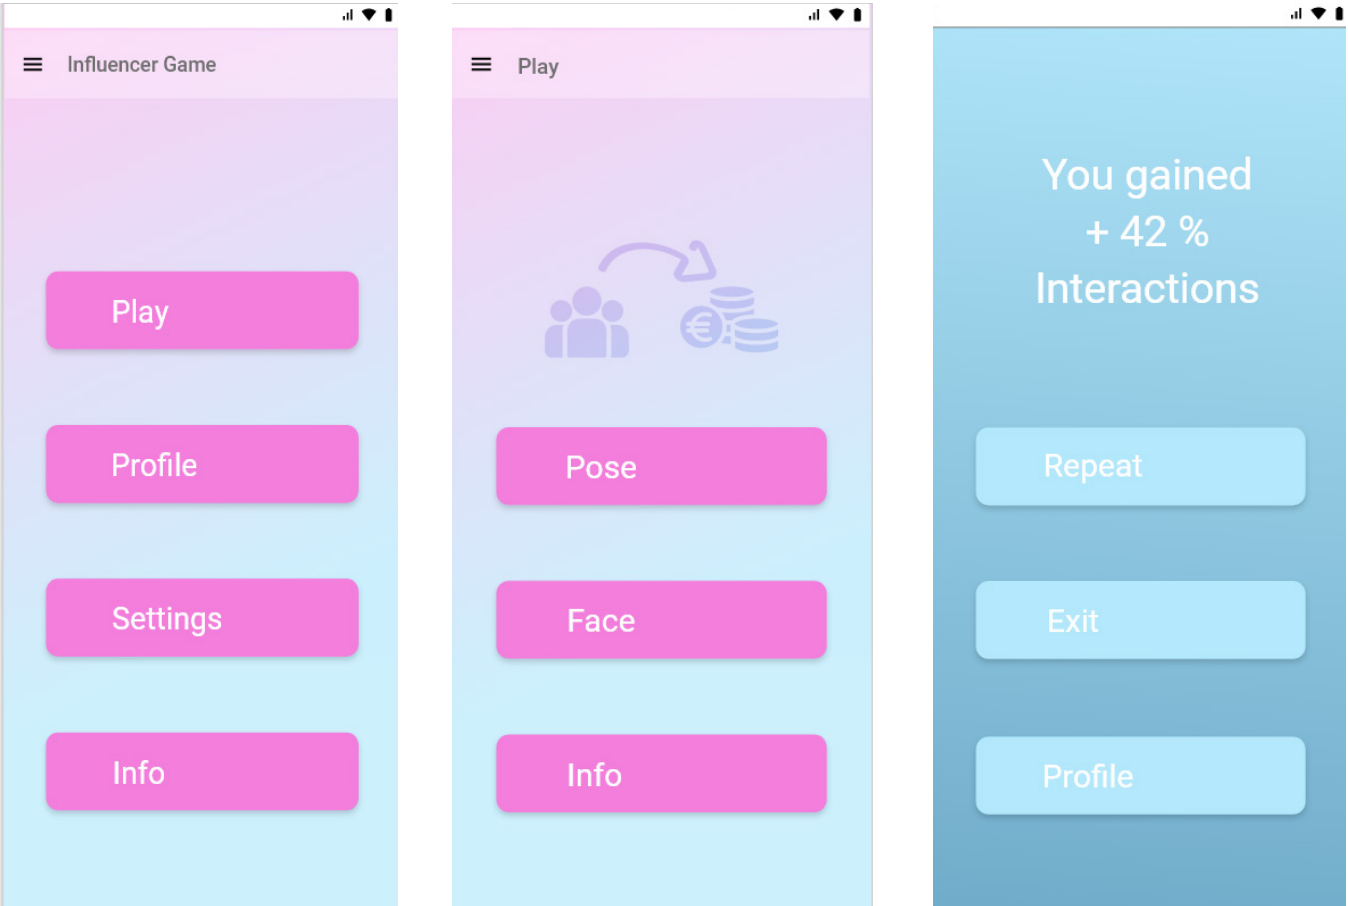 Influencer Game
Play
Profile
Settings
Info
Play
€
Pose
Face
Info
You gained
+ 42 %
Interactions
Repeat
Exit
Profile